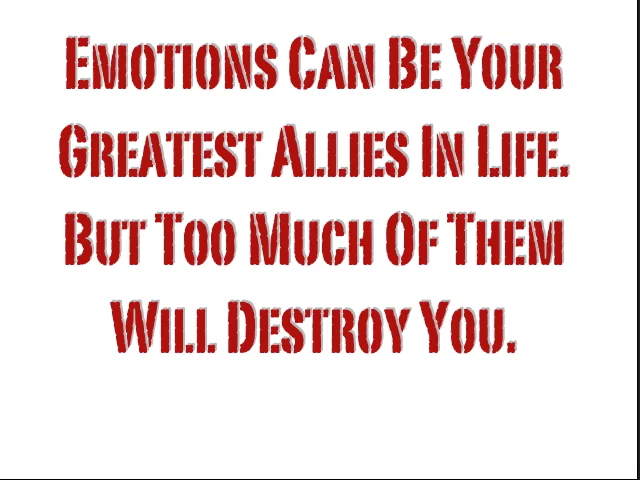 Emotions Can Be Your
Greatest Allies In Life.
But Too Much Of Them
Will Destroy You.